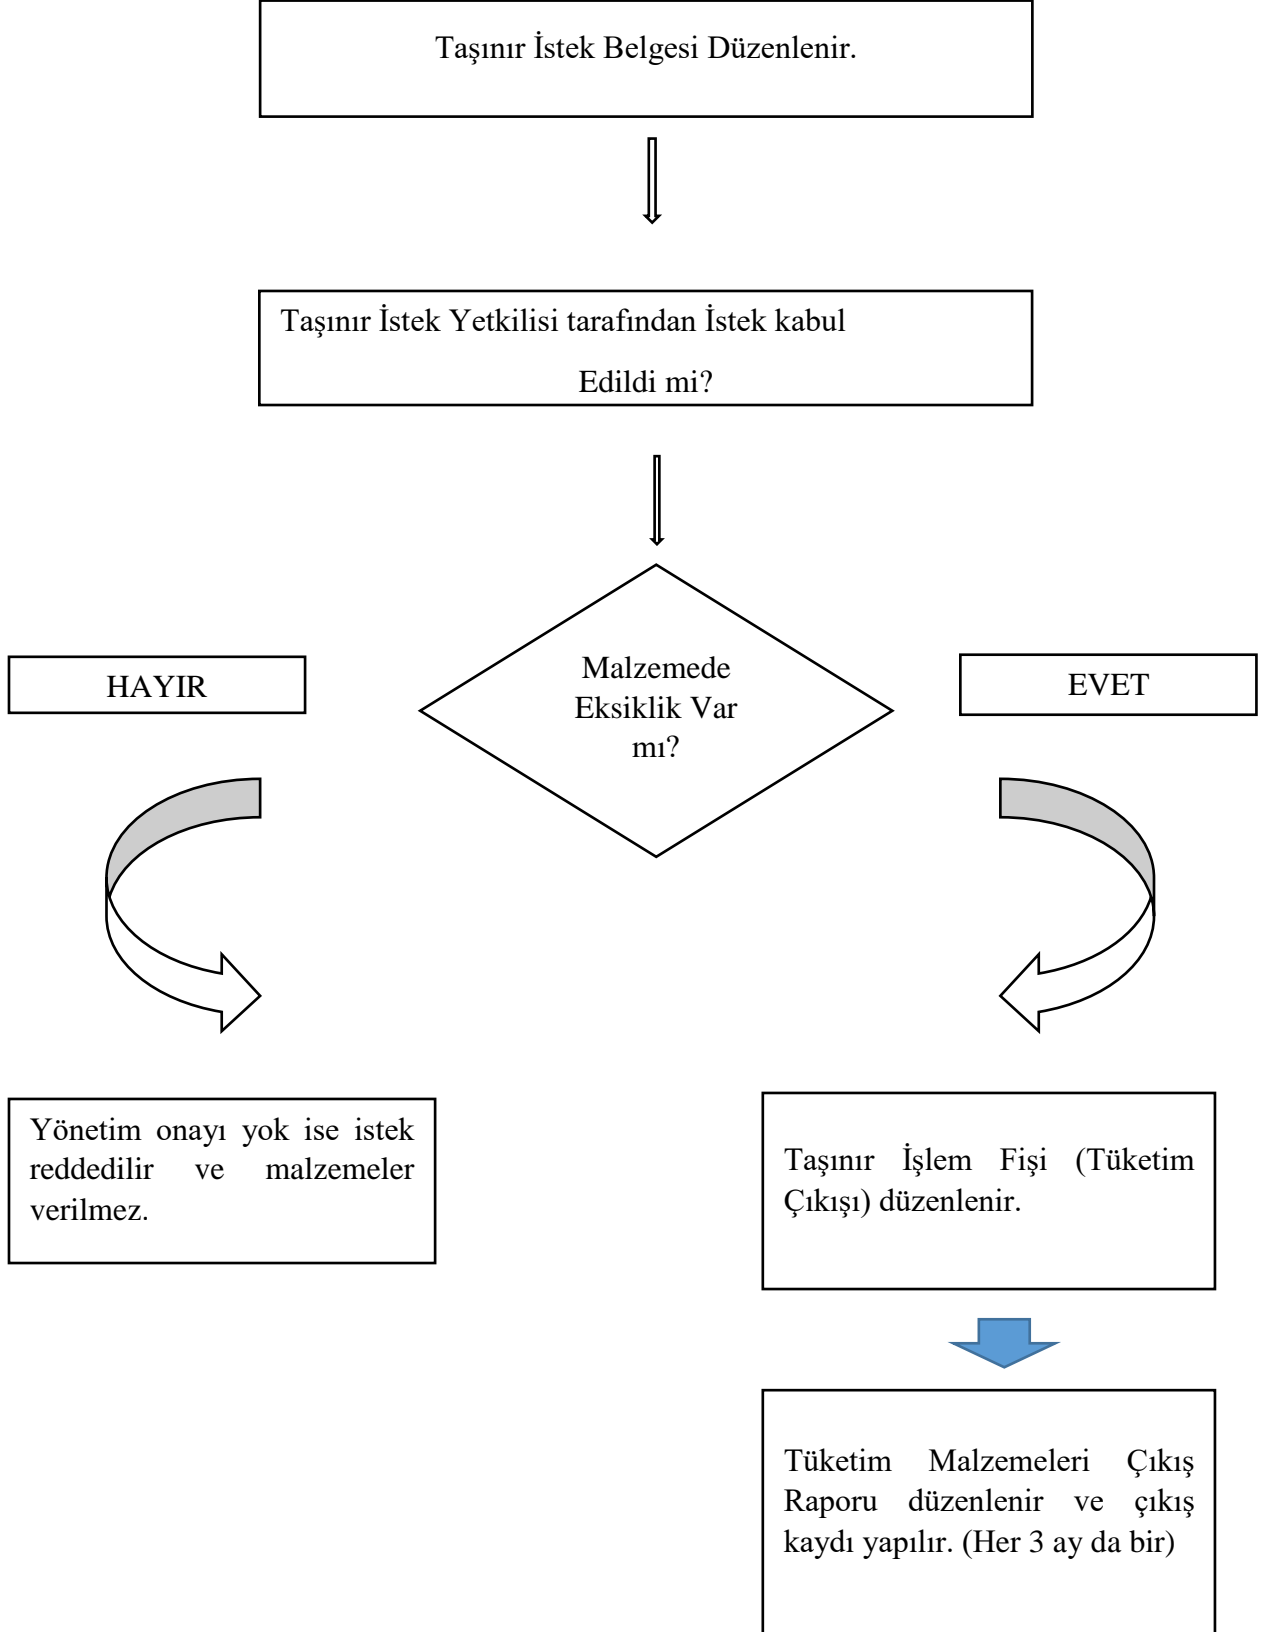 Taşınır İstek Belgesi Düzenlenir.
Taşınır İstek Yetkilisi tarafından İstek kabul
Edildi mi?
Malzemede
Eksiklik Var
mı?
HAYIR
EVET
Yönetim onayı yok ise istek
reddedilir ve malzemeler
verilmez.
Taşınır İşlem Fişi (Tüketim
Çıkışı) düzenlenir.
Tüketim Malzemeleri Çıkış
Raporu düzenlenir ve çıkış
kaydı yapılır. (Her 3 ay da bir)